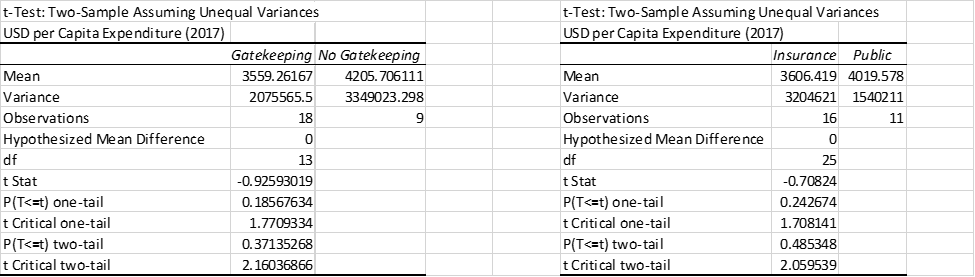 t-Test: Two-Sample Assuming Unequal Variances
USD per Capita Expenditure (2017)
Gatekeeping No Gatekeeping
Mean 3559.26167 4205.706111
Variance 2075565.5 3349023.298
Observations 18 9
Hypothesized Mean Difference 0
df 13
t Stat -0.92593019
P(T<=t) one-tail 0.18567634
t Critical one-tail 1.7709334
P(T<=t) two-tail 0.37135268
t Critical two-tail 2.16036866
t-Test: Two-Sample Assuming Unequal Variances
USD per Capita Expenditure (2017)
Insurance Public
Mean 3606.419 4019.578
Variance 3204621 1540211
Observations 16 11
Hypothesized Mean Difference 0
df 25
t Stat -0.70824
P(T<=t) one-tail 0.242674
t Critical one-tail 1.708141
P(T<=t) two-tail 0.485348
t Critical two-tail 2.059539